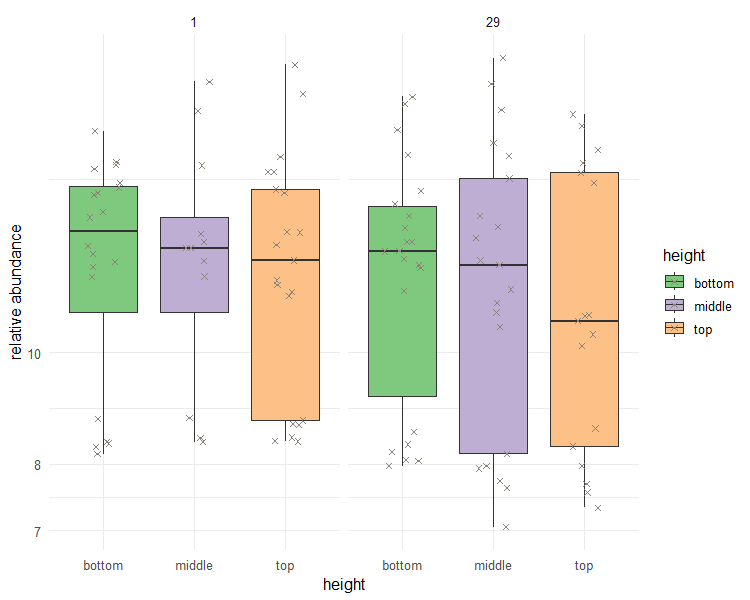 1
29
relative abundance
10
8
7
bottom
middle
top
bottom
middle
top
height
height
bottom
middle
top